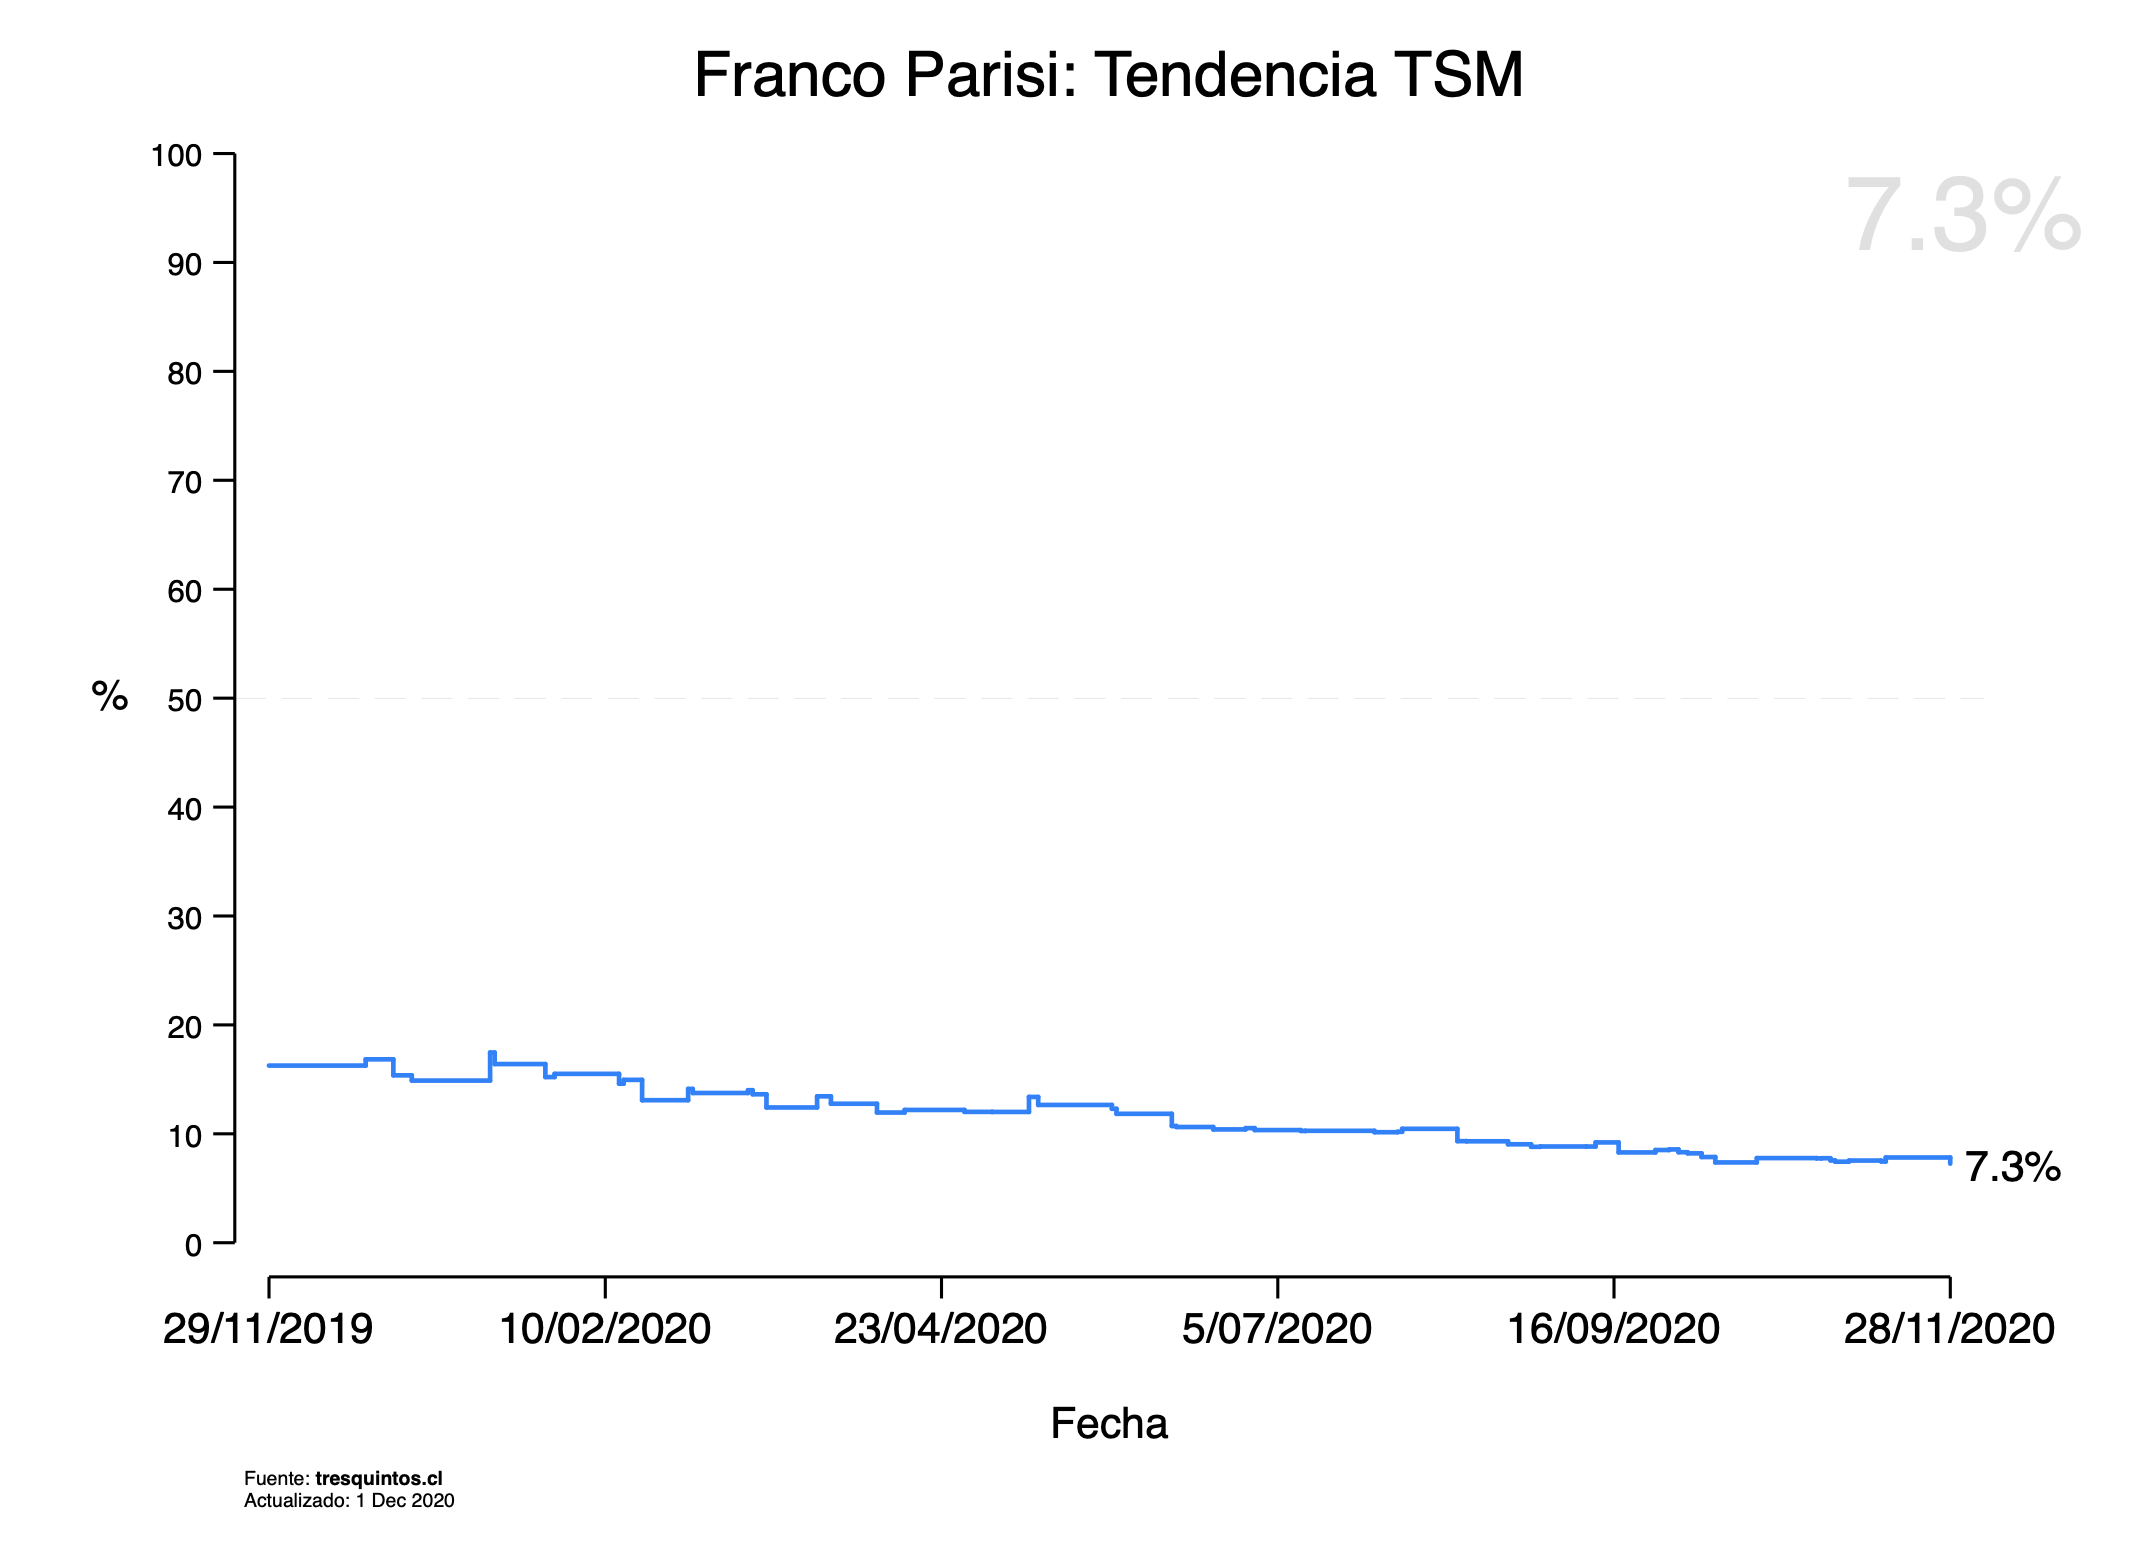 Franco Parisi: Tendencia TSM
7.3%
100
90
80
70
60
% 50
40
30
20
10
0
7.3%
29/11/2019 10/02/2020 23/04/2020 5/07/2020 16/09/2020 28/11/2020
Fecha
Fuente: tresquintos.cl
Actualizado: 1 Dec 2020